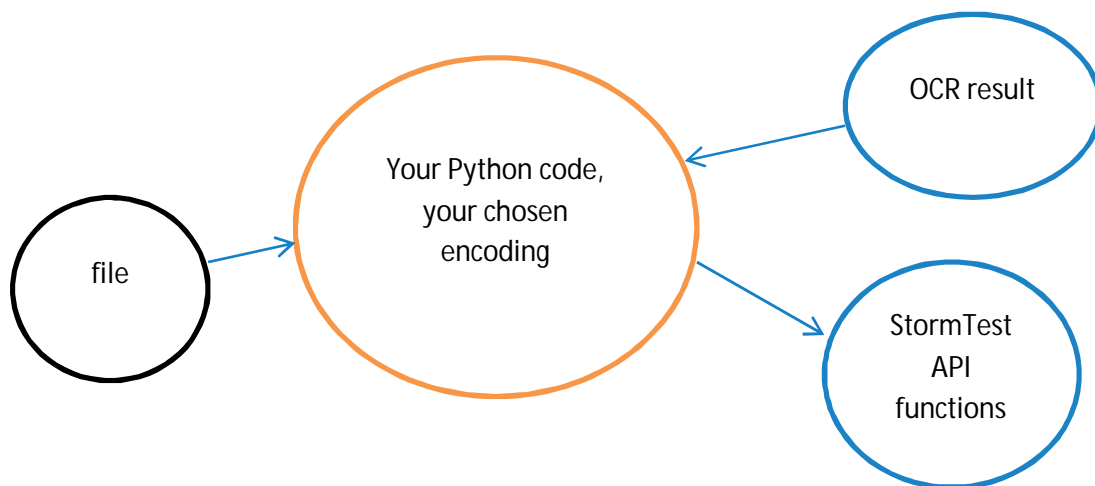 file
Your Python code,
your chosen
encoding
OCR result
StormTest
API
functions